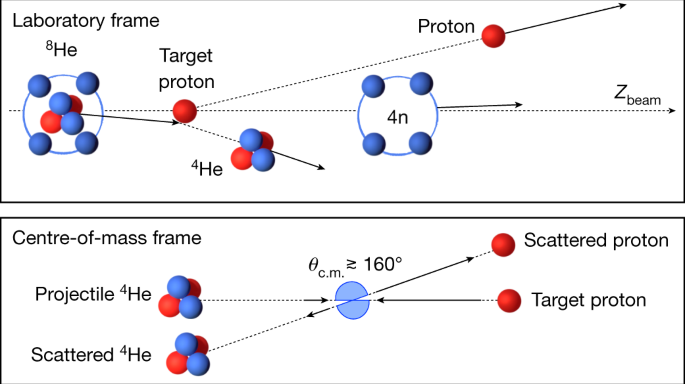 Laboratory frame
⁸He
Target
proton
Proton
Z_beam
4n
⁴He
Centre-of-mass frame
θ_c.m. ≳ 160°
Scattered proton
Projectile ⁴He
Target proton
Scattered ⁴He